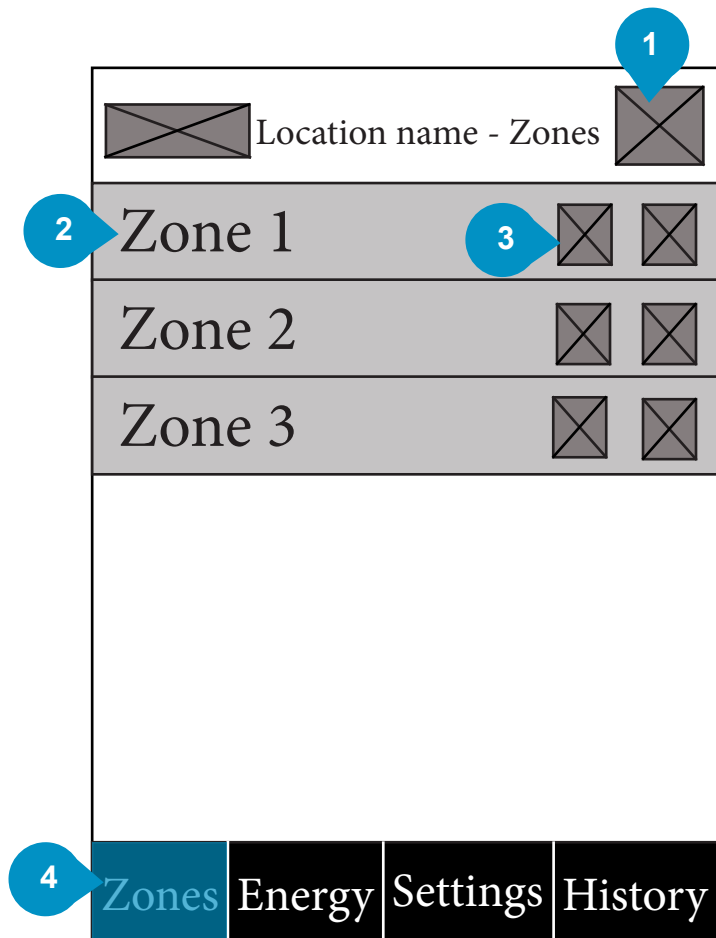 1
Location name - Zones
2
Zone 1
3
Zone 2
Zone 3
4
Zones Energy Settings History